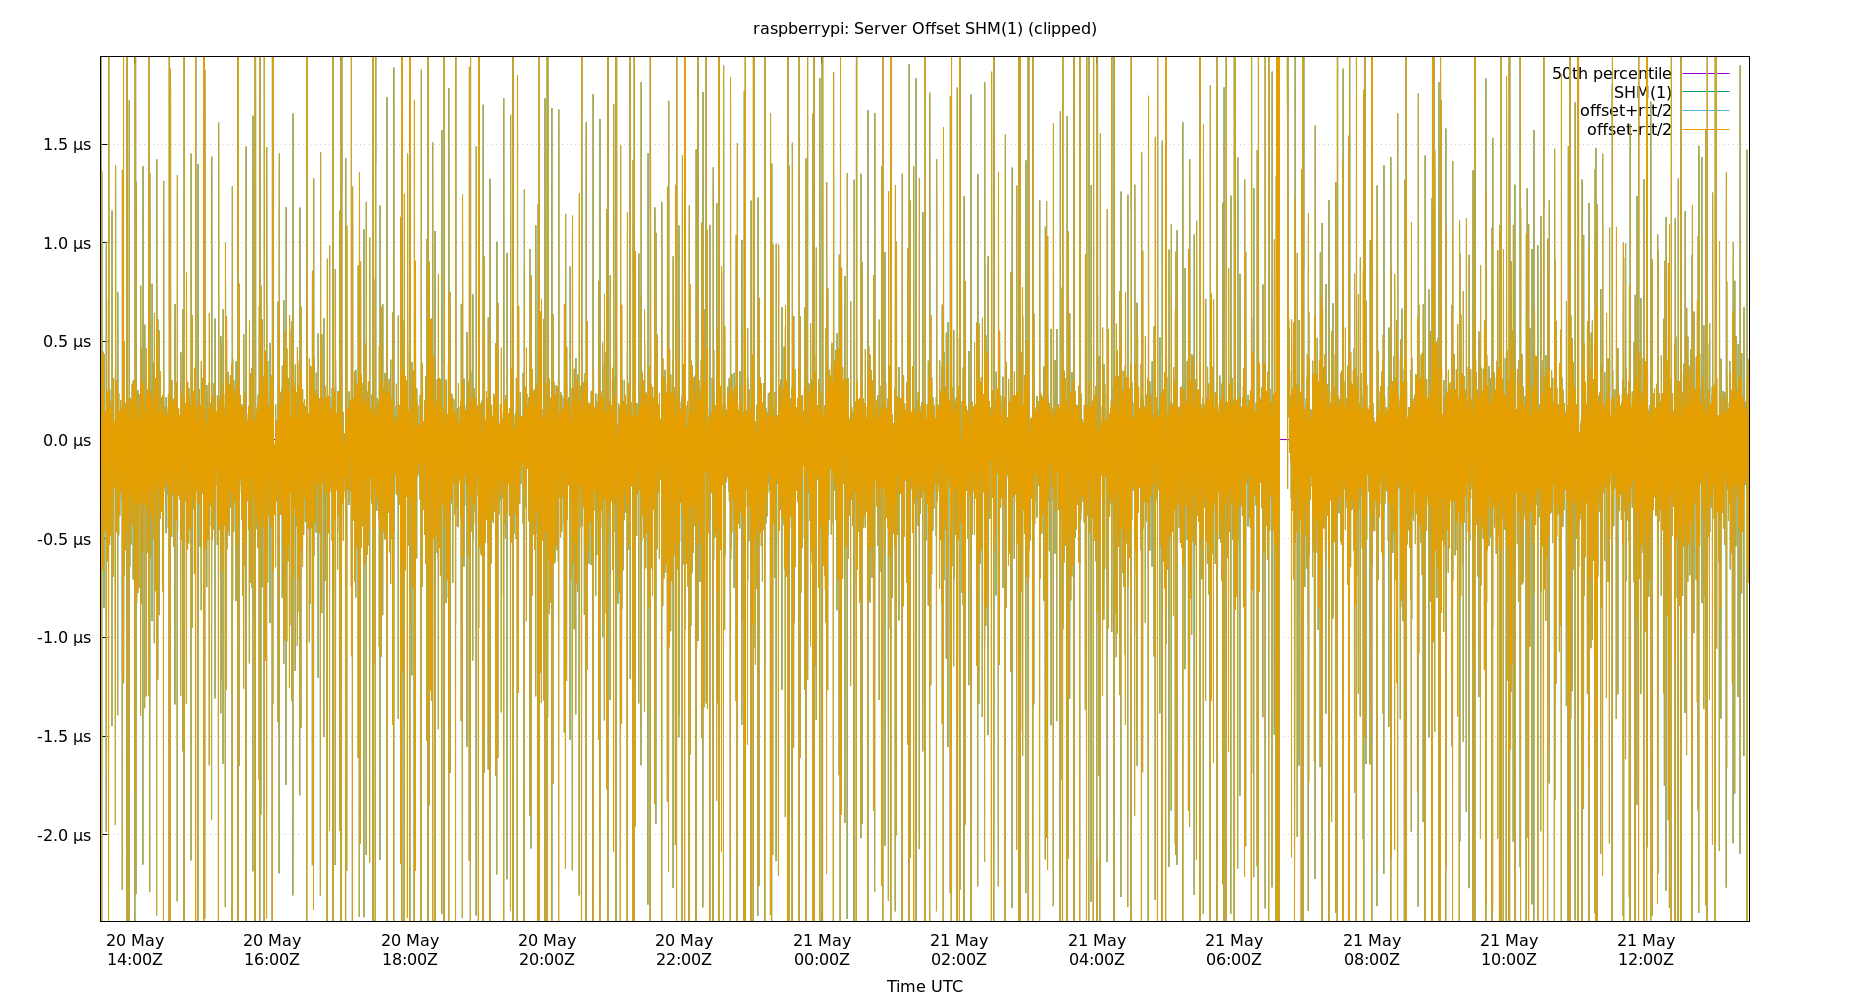 raspberrypi: Server Offset SHM(1) (clipped)
50th percentile
SHM(1)
offset+rtt/2
offset-rtt/2
1.5 µs
1.0 µs
0.5 µs
0.0 µs
-0.5 µs
-1.0 µs
-1.5 µs
-2.0 µs
20 May 20 May 20 May 20 May 20 May 21 May 21 May 21 May 21 May 21 May 21 May 21 May
14:00Z 16:00Z 18:00Z 20:00Z 22:00Z 00:00Z 02:00Z 04:00Z 06:00Z 08:00Z 10:00Z 12:00Z
Time UTC